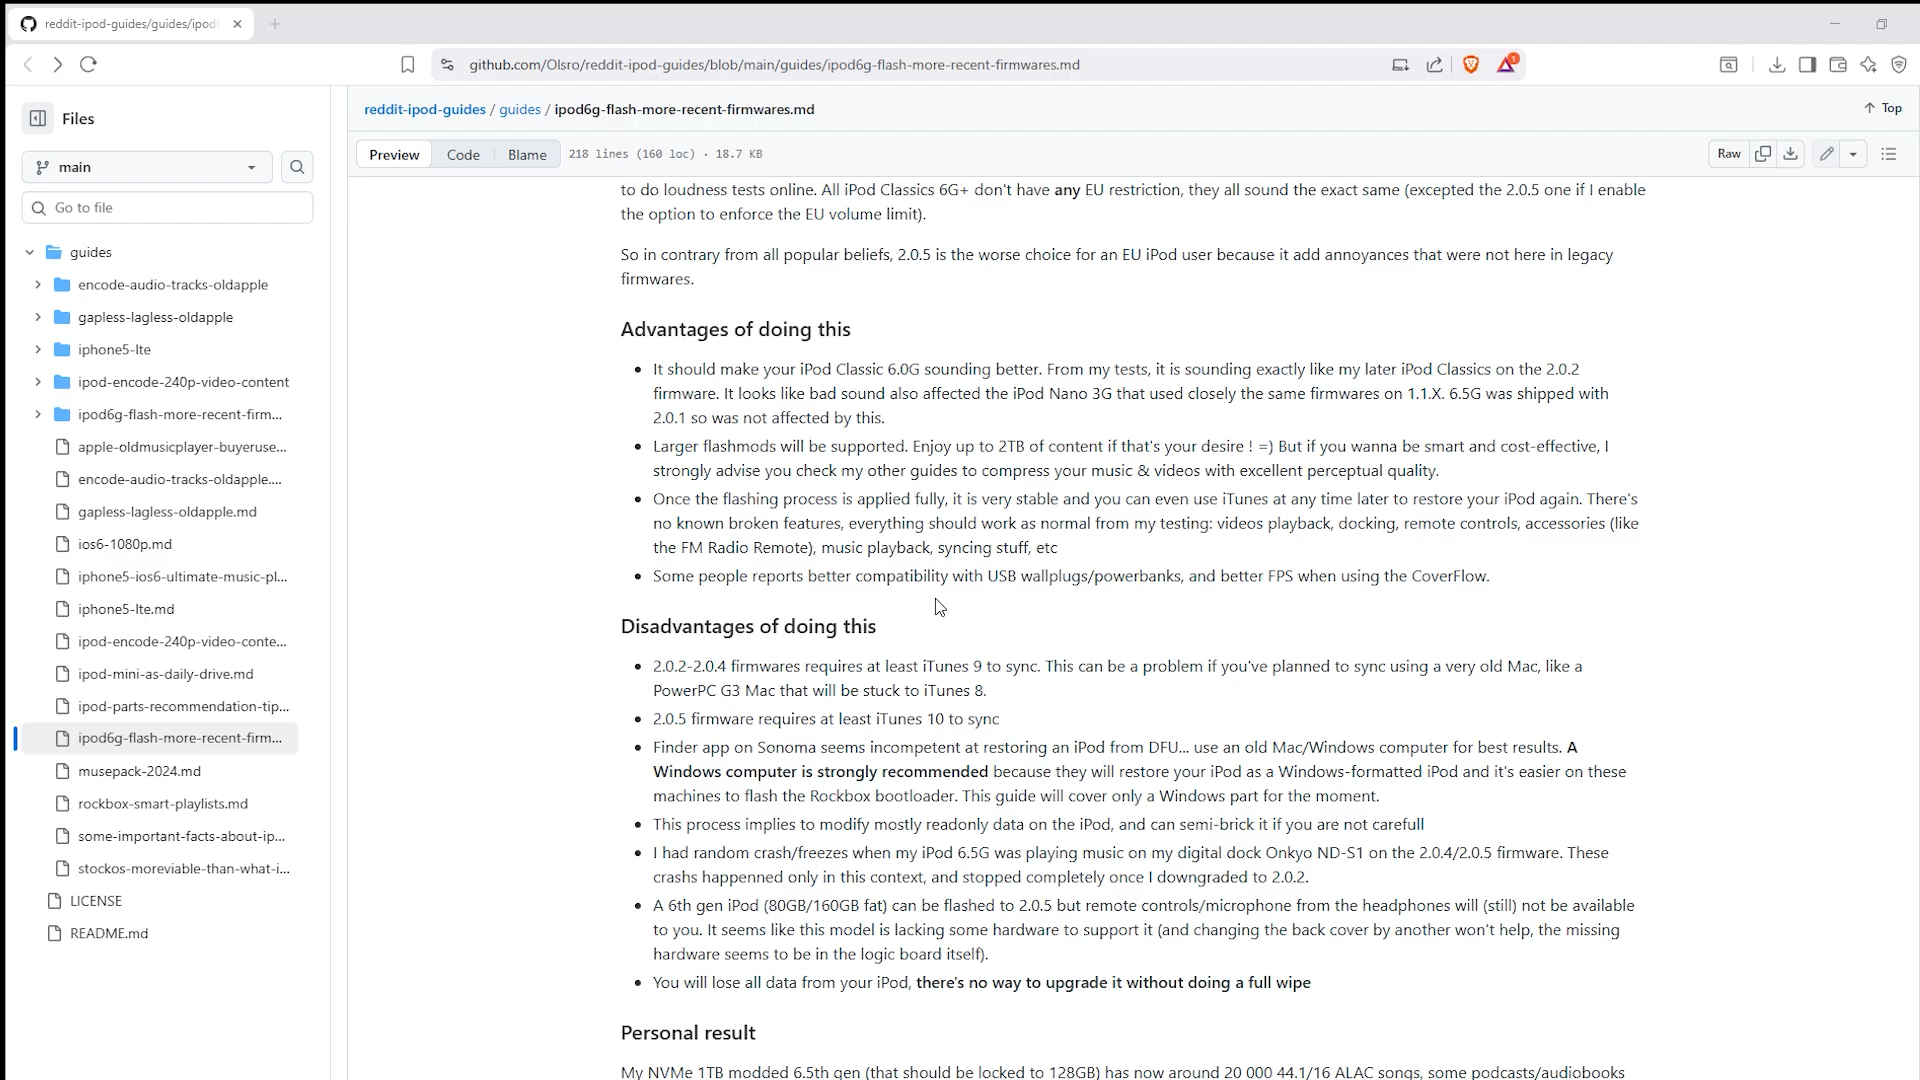 reddit-ipod-guides/guides/ipod
github.com/Olsro/reddit-ipod-guides/blob/main/guides/ipod6g-flash-more-recent-firmwares.md
1
Files
reddit-ipod-guides / guides / ipod6g-flash-more-recent-firmwares.md
Top
main
Preview
Code
Blame
218 lines (160 loc) · 18.7 KB
Raw
Go to file
guides
encode-audio-tracks-oldapple
gapless-lagless-oldapple
iphone5-lte
ipod-encode-240p-video-content
ipod6g-flash-more-recent-firm...
apple-oldmusicplayer-buyeruse...
encode-audio-tracks-oldapple....
gapless-lagless-oldapple.md
ios6-1080p.md
iphone5-ios6-ultimate-music-pl...
iphone5-lte.md
ipod-encode-240p-video-conte...
ipod-mini-as-daily-drive.md
ipod-parts-recommendation-tip...
ipod6g-flash-more-recent-firm...
musepack-2024.md
rockbox-smart-playlists.md
some-important-facts-about-ip...
stockos-moreviable-than-what-i...
LICENSE
README.md
to do loudness tests online. All iPod Classics 6G+ don't have any EU restriction, they all sound the exact same (excepted the 2.0.5 one if I enable
the option to enforce the EU volume limit).
So in contrary from all popular beliefs, 2.0.5 is the worse choice for an EU iPod user because it add annoyances that were not here in legacy
firmwares.
Advantages of doing this
It should make your iPod Classic 6.0G sounding better. From my tests, it is sounding exactly like my later iPod Classics on the 2.0.2
firmware. It looks like bad sound also affected the iPod Nano 3G that used closely the same firmwares on 1.1.X. 6.5G was shipped with
2.0.1 so was not affected by this.
Larger flashmods will be supported. Enjoy up to 2TB of content if that's your desire ! =) But if you wanna be smart and cost-effective, I
strongly advise you check my other guides to compress your music & videos with excellent perceptual quality.
Once the flashing process is applied fully, it is very stable and you can even use iTunes at any time later to restore your iPod again. There's
no known broken features, everything should work as normal from my testing: videos playback, docking, remote controls, accessories (like
the FM Radio Remote), music playback, syncing stuff, etc
Some people reports better compatibility with USB wallplugs/powerbanks, and better FPS when using the CoverFlow.
Disadvantages of doing this
2.0.2-2.0.4 firmwares requires at least iTunes 9 to sync. This can be a problem if you've planned to sync using a very old Mac, like a
PowerPC G3 Mac that will be stuck to iTunes 8.
2.0.5 firmware requires at least iTunes 10 to sync
Finder app on Sonoma seems incompetent at restoring an iPod from DFU... use an old Mac/Windows computer for best results. A
Windows computer is strongly recommended because they will restore your iPod as a Windows-formatted iPod and it's easier on these
machines to flash the Rockbox bootloader. This guide will cover only a Windows part for the moment.
This process implies to modify mostly readonly data on the iPod, and can semi-brick it if you are not carefull
I had random crash/freezes when my iPod 6.5G was playing music on my digital dock Onkyo ND-S1 on the 2.0.4/2.0.5 firmware. These
crashs happenned only in this context, and stopped completely once I downgraded to 2.0.2.
A 6th gen iPod (80GB/160GB fat) can be flashed to 2.0.5 but remote controls/microphone from the headphones will (still) not be available
to you. It seems like this model is lacking some hardware to support it (and changing the back cover by another won't help, the missing
hardware seems to be in the logic board itself).
You will lose all data from your iPod, there's no way to upgrade it without doing a full wipe
Personal result
My NVMe 1TB modded 6.5th gen (that should be locked to 128GB) has now around 20 000 44.1/16 ALAC songs, some podcasts/audiobooks